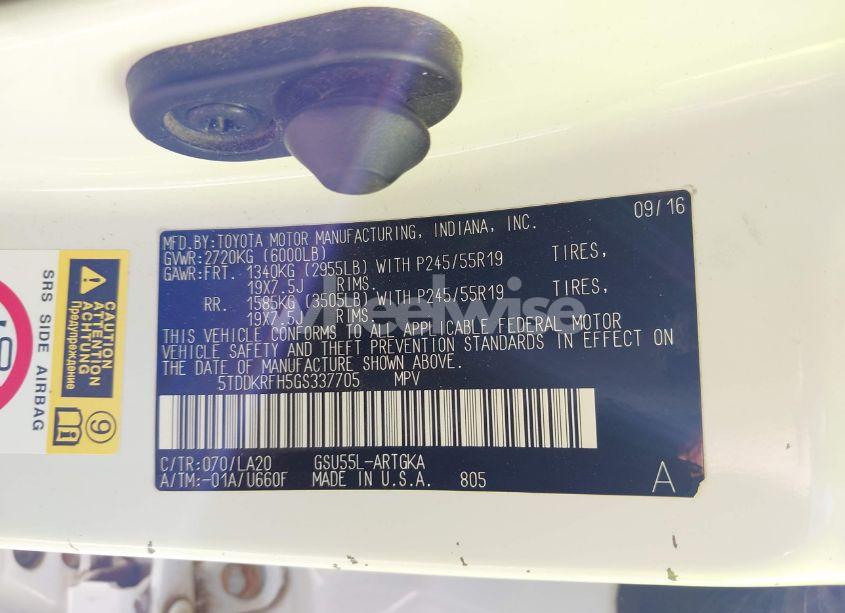 09/16
MFD.BY:TOYOTA MOTOR MANUFACTURING, INDIANA, INC.
GVWR:2720KG (6000LB)
GAWR:FRT. 1340KG (2955LB) WITH P245/55R19 TIRES,
19X7.5J RIMS.
RR. 1585KG (3505LB) WITH P245/55R19 TIRES,
19X7.5J RIMS.
THIS VEHICLE CONFORMS TO ALL APPLICABLE FEDERAL MOTOR
VEHICLE SAFETY AND THEFT PREVENTION STANDARDS IN EFFECT ON
THE DATE OF MANUFACTURE SHOWN ABOVE.
5TDDKRFH5GS337705 MPV
C/TR:070/LA20 GSU55L-ARTGKA
A/TM:-01A/U660F MADE IN U.S.A. 805 A
wheelwise
CAUTION
ATTENTION
ACHTUNG
Предупреждение
SRS SIDE AIRBAG
9